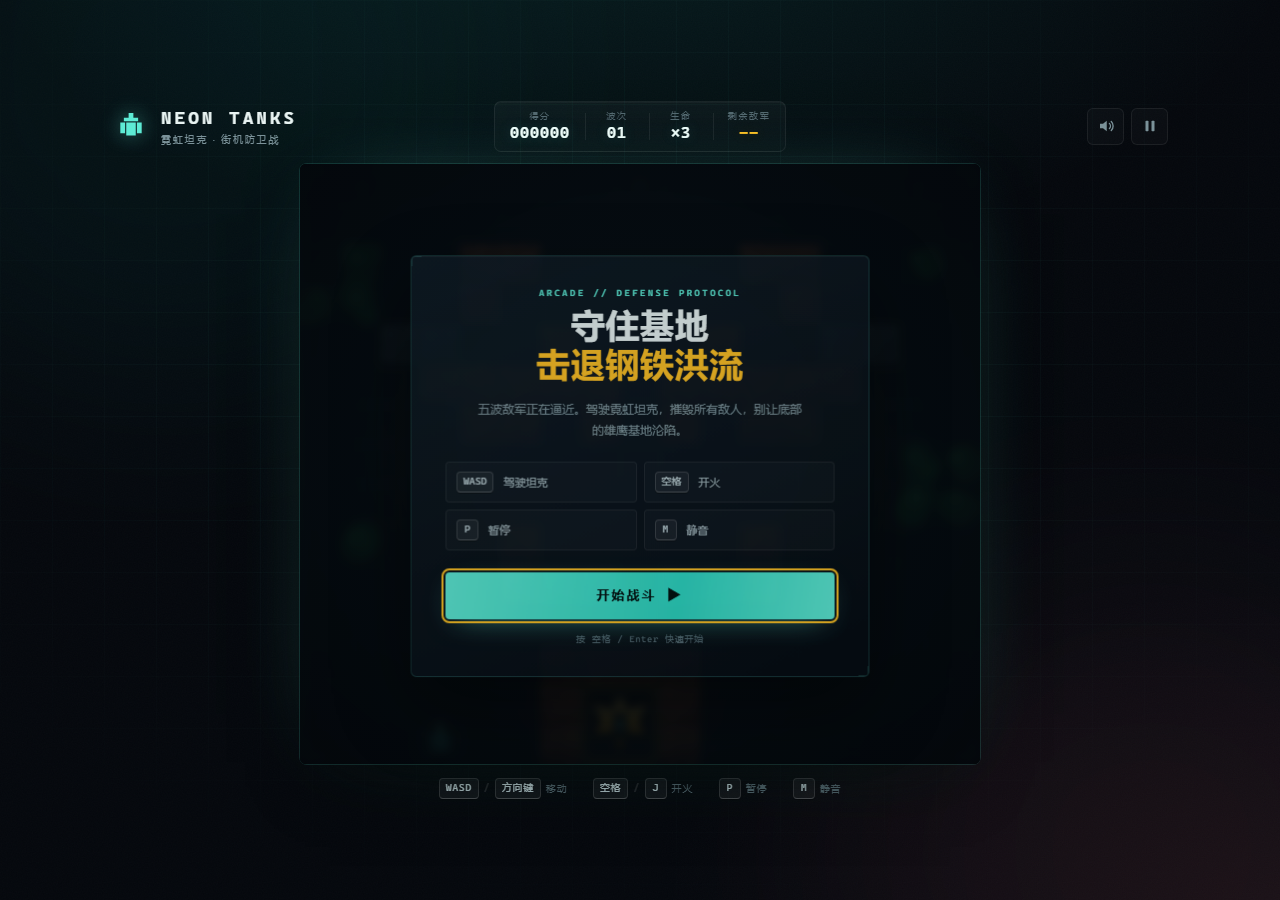 NEON TANKS
霓虹坦克 · 街机防卫战
得分 波次 生命 剩余敌军
000000 01 ×3 ——
ARCADE // DEFENSE PROTOCOL
守住基地
击退钢铁洪流
五波敌军正在逼近。驾驶霓虹坦克，摧毁所有敌人，别让底部
的雄鹰基地沦陷。
WASD 驾驶坦克 空格 开火
P 暂停 M 静音
开始战斗 ▶
按 空格 / Enter 快速开始
WASD / 方向键 移动 空格 / J 开火 P 暂停 M 静音